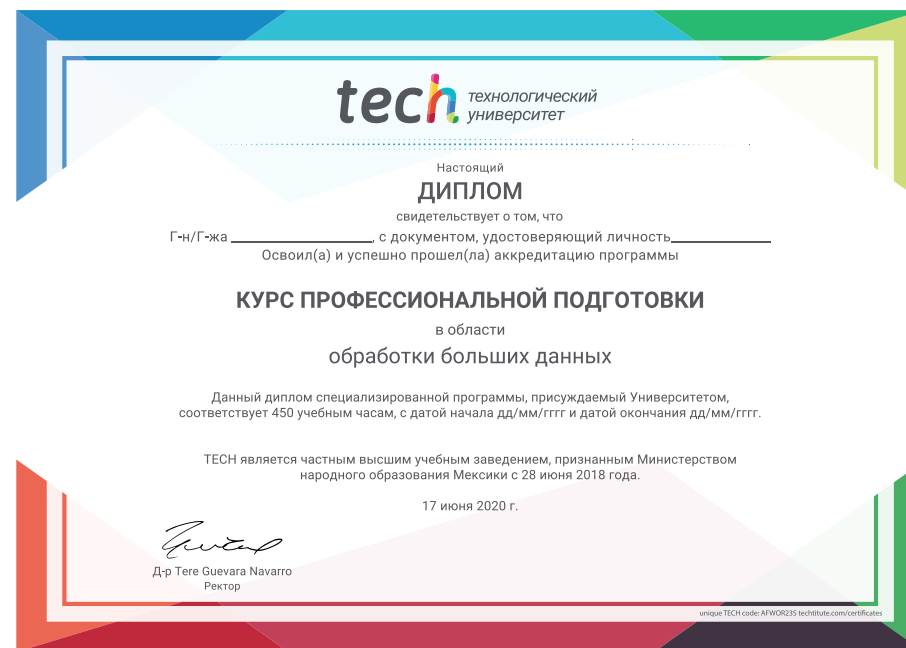 tech технологический
университет
Настоящий
ДИПЛОМ
свидетельствует о том, что
Г-н/Г-жа ____________________, с документом, удостоверяющий личность______________
Освоил(а) и успешно прошел(ла) аккредитацию программы
КУРС ПРОФЕССИОНАЛЬНОЙ ПОДГОТОВКИ
в области
обработки больших данных
Данный диплом специализированной программы, присуждаемый Университетом,
соответствует 450 учебным часам, с датой начала дд/мм/гггг и датой окончания дд/мм/гггг.
TECH является частным высшим учебным заведением, признанным Министерством
народного образования Мексики с 28 июня 2018 года.
17 июня 2020 г.
Д-р Tere Guevara Navarro
Ректор
unique TECH code: AFWOR23S techtitute.com/certificates